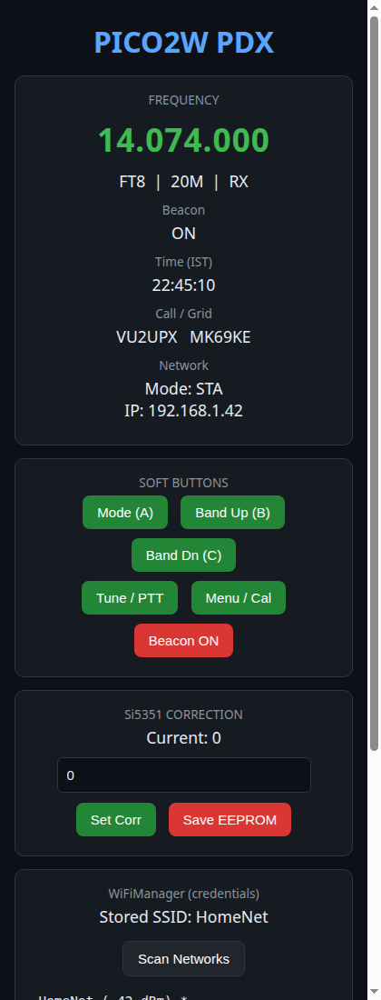 PICO2W PDX
FREQUENCY
14.074.000
FT8 | 20M | RX
Beacon
ON
Time (IST)
22:45:10
Call / Grid
VU2UPX MK69KE
Network
Mode: STA
IP: 192.168.1.42
SOFT BUTTONS
Mode (A) Band Up (B)
Band Dn (C)
Tune / PTT Menu / Cal
Beacon ON
Si5351 CORRECTION
Current: 0
0
Set Corr Save EEPROM
WiFiManager (credentials)
Stored SSID: HomeNet
Scan Networks
HomeNet (-42 dBm) *